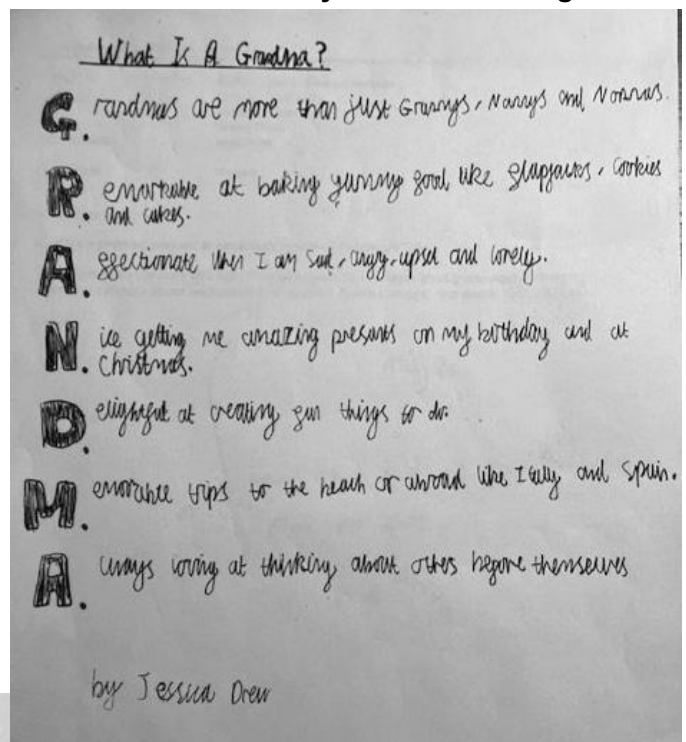 What Is A Grandma?
G. randmas are more than just Grannys, Nannys and Nonnas.
R. emarkable at baking yummy food like flapjacks, cookies
and cakes.
A. ffectionate when I am sad, angry, upset and lonely.
N. ice getting me amazing presants on my birthday and at
Christmas.
D. elightful at creating fun things to do.
M. emorable trips to the beach or abroad like Italy and Spain.
A. lways loving at thinking about others before themselves
by Jessica Drew